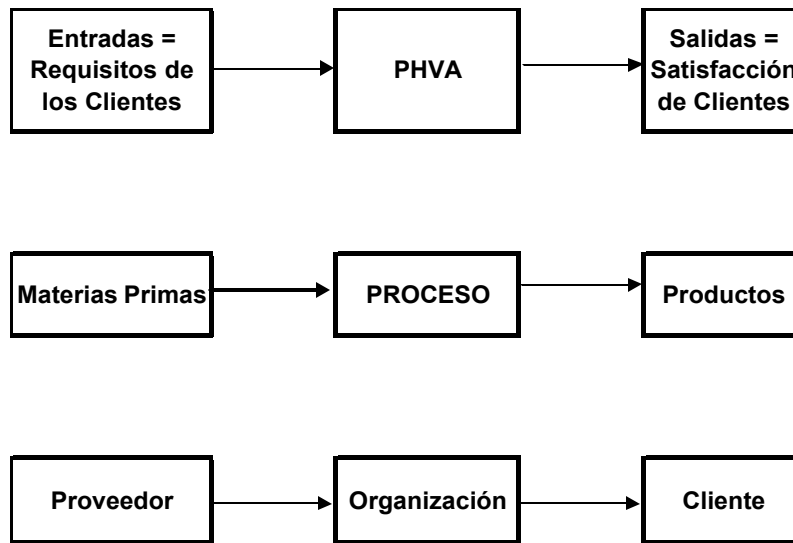 Entradas =
Requisitos de
los Clientes
PHVA
Salidas =
Satisfacción
de Clientes
Materias Primas
PROCESO
Productos
Proveedor
Organización
Cliente